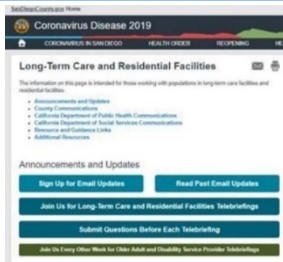 SanDiegoCounty.gov Home
Coronavirus Disease 2019
CORONAVIRUS IN SAN DIEGO HEALTH ORDER REOPENING
Long-Term Care and Residential Facilities
The information on this page is intended for those working with populations in long-term care facilities and
residential facilities.
Announcements and Updates
County Communications
California Department of Public Health Communications
California Department of Social Services Communications
Resource and Guidance Links
Additional Resources
Announcements and Updates
Sign Up for Email Updates Read Past Email Updates
Join Us for Long-Term Care and Residential Facilities Telebriefings
Submit Questions Before Each Telebriefing
Join Us Every Other Week for Older Adult and Disability Service Provider Telebriefings